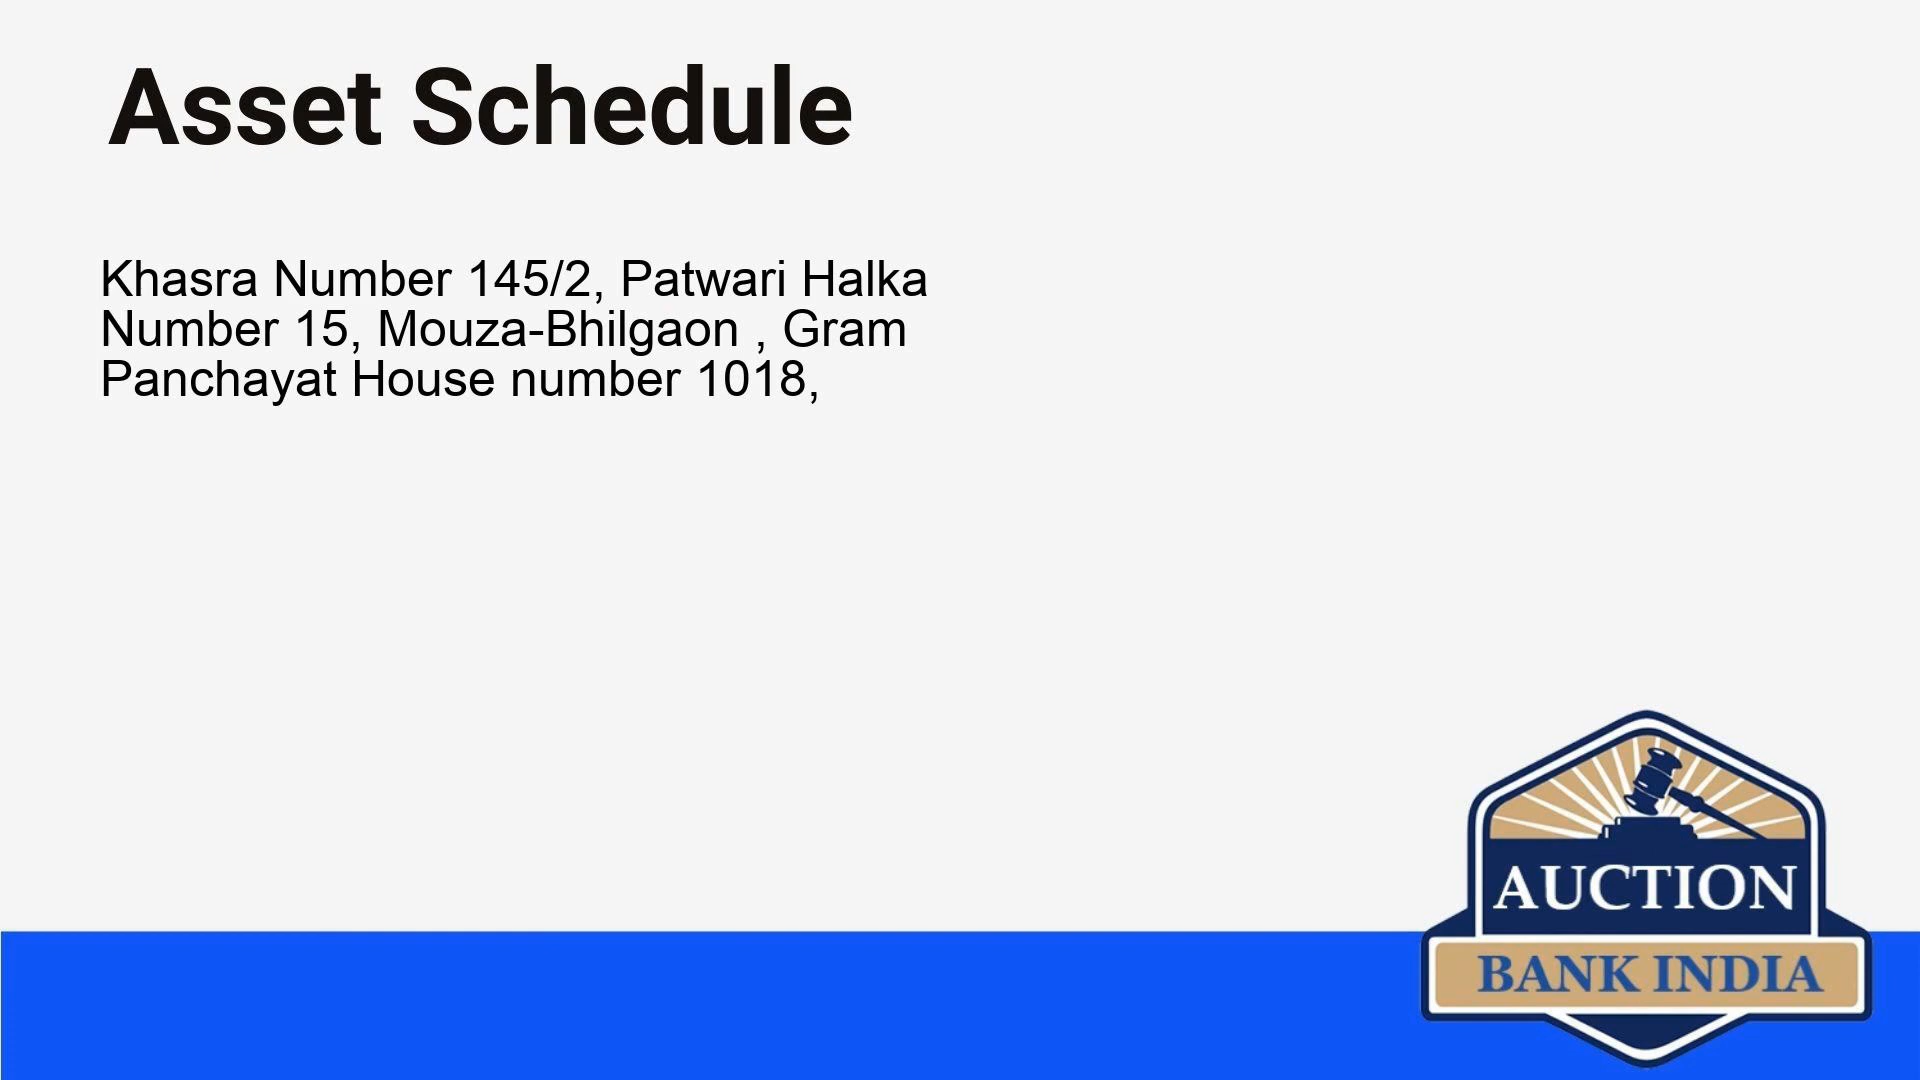 Asset Schedule
Khasra Number 145/2, Patwari Halka
Number 15, Mouza-Bhilgaon , Gram
Panchayat House number 1018,
AUCTION
BANK INDIA